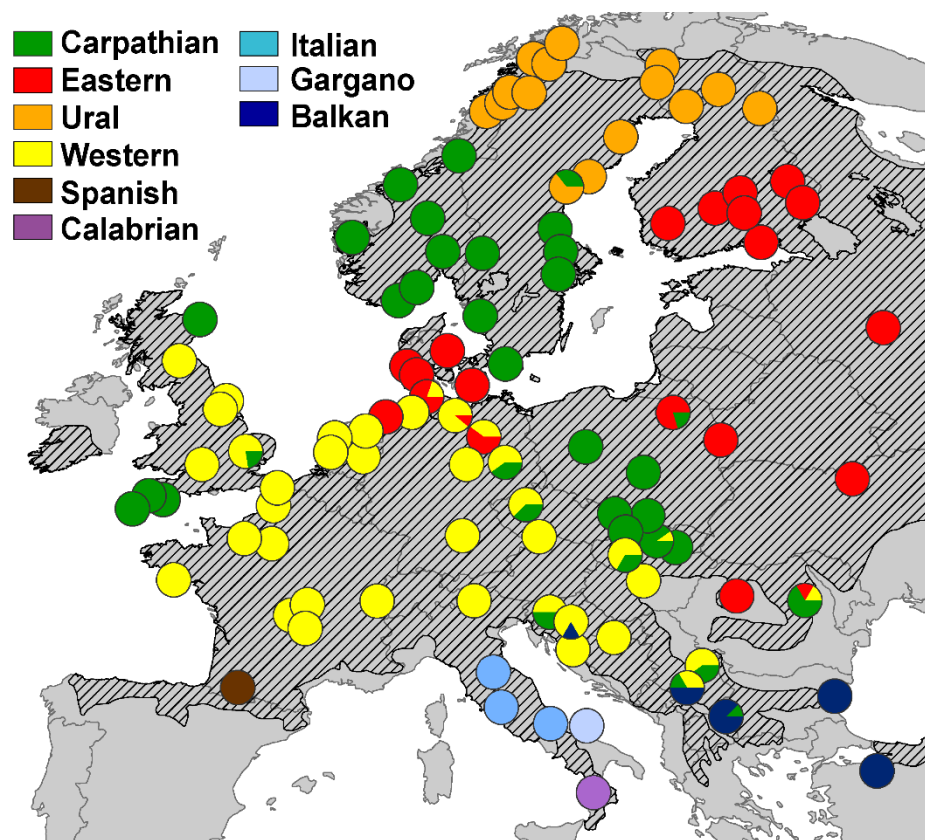 Carpathian
Eastern
Ural
Western
Spanish
Calabrian
Italian
Gargano
Balkan